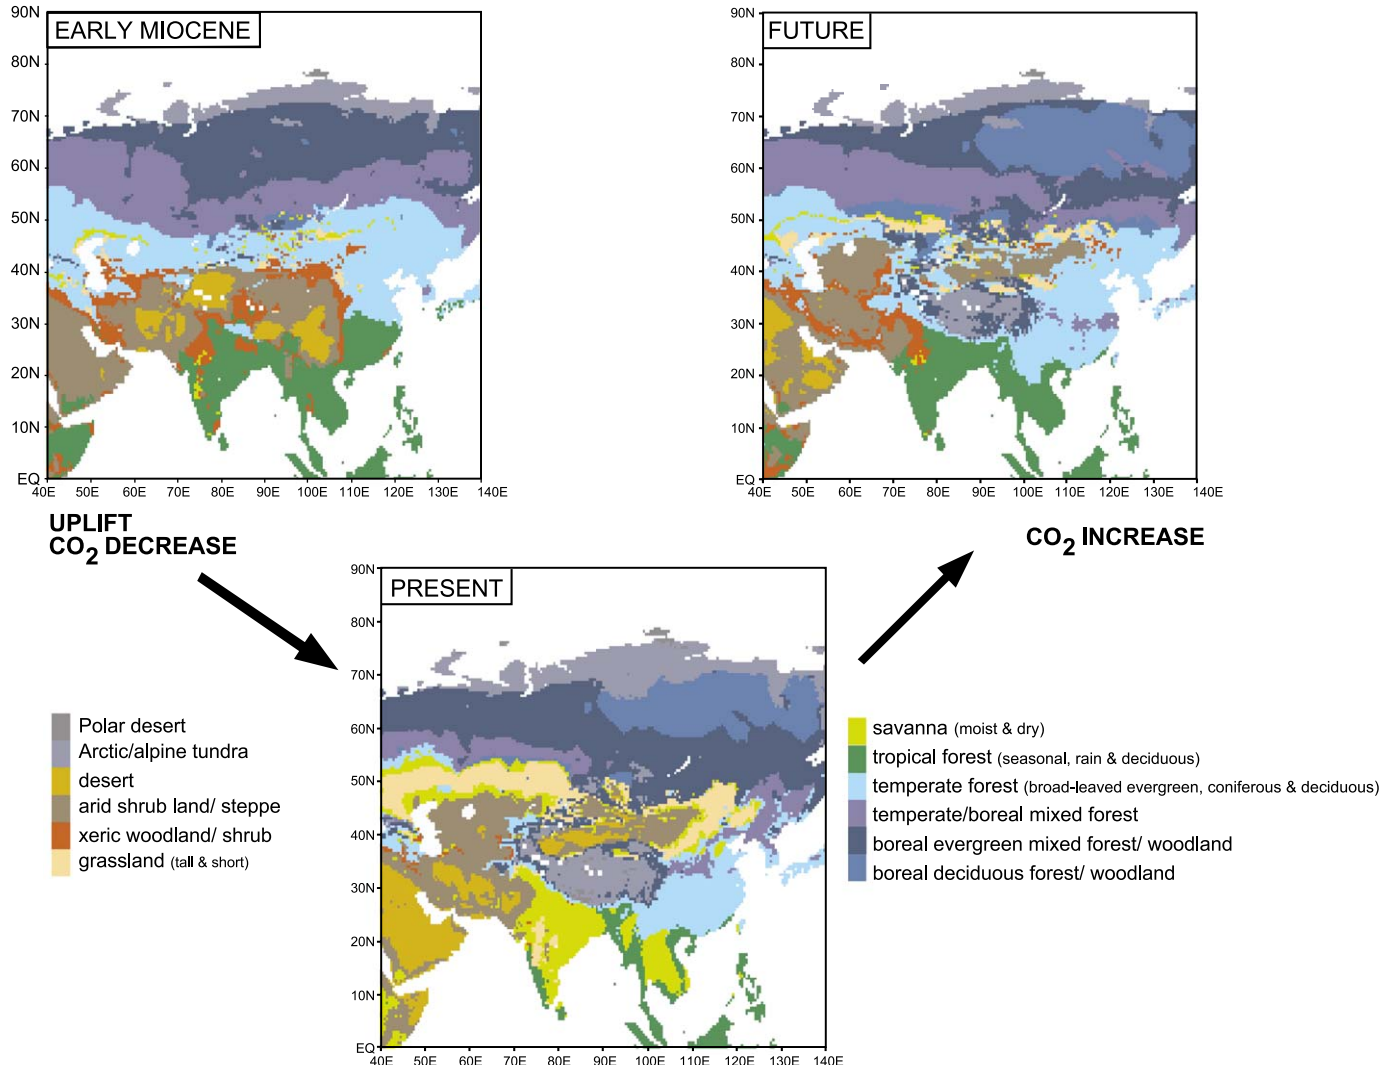 EARLY MIOCENE
90N
80N
70N
60N
50N
40N
30N
20N
10N
EQ
40E 50E 60E 70E 80E 90E 100E 110E 120E 130E 140E
FUTURE
90N
80N
70N
60N
50N
40N
30N
20N
10N
EQ
40E 50E 60E 70E 80E 90E 100E 110E 120E 130E 140E
UPLIFT
CO2 DECREASE
CO2 INCREASE
PRESENT
90N
80N
70N
60N
50N
40N
30N
20N
10N
EQ
40E 50E 60E 70E 80E 90E 100E 110E 120E 130E 140E
Polar desert
Arctic/alpine tundra
desert
arid shrub land/ steppe
xeric woodland/ shrub
grassland (tall & short)
savanna (moist & dry)
tropical forest (seasonal, rain & deciduous)
temperate forest (broad-leaved evergreen, coniferous & deciduous)
temperate/boreal mixed forest
boreal evergreen mixed forest/ woodland
boreal deciduous forest/ woodland